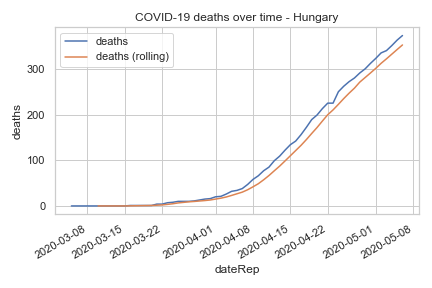 COVID-19 deaths over time - Hungary
deaths
deaths (rolling)
deaths
300
200
100
0
2020-03-08
2020-03-15
2020-03-22
2020-04-01
2020-04-08
2020-04-15
2020-04-22
2020-05-01
2020-05-08
dateRep